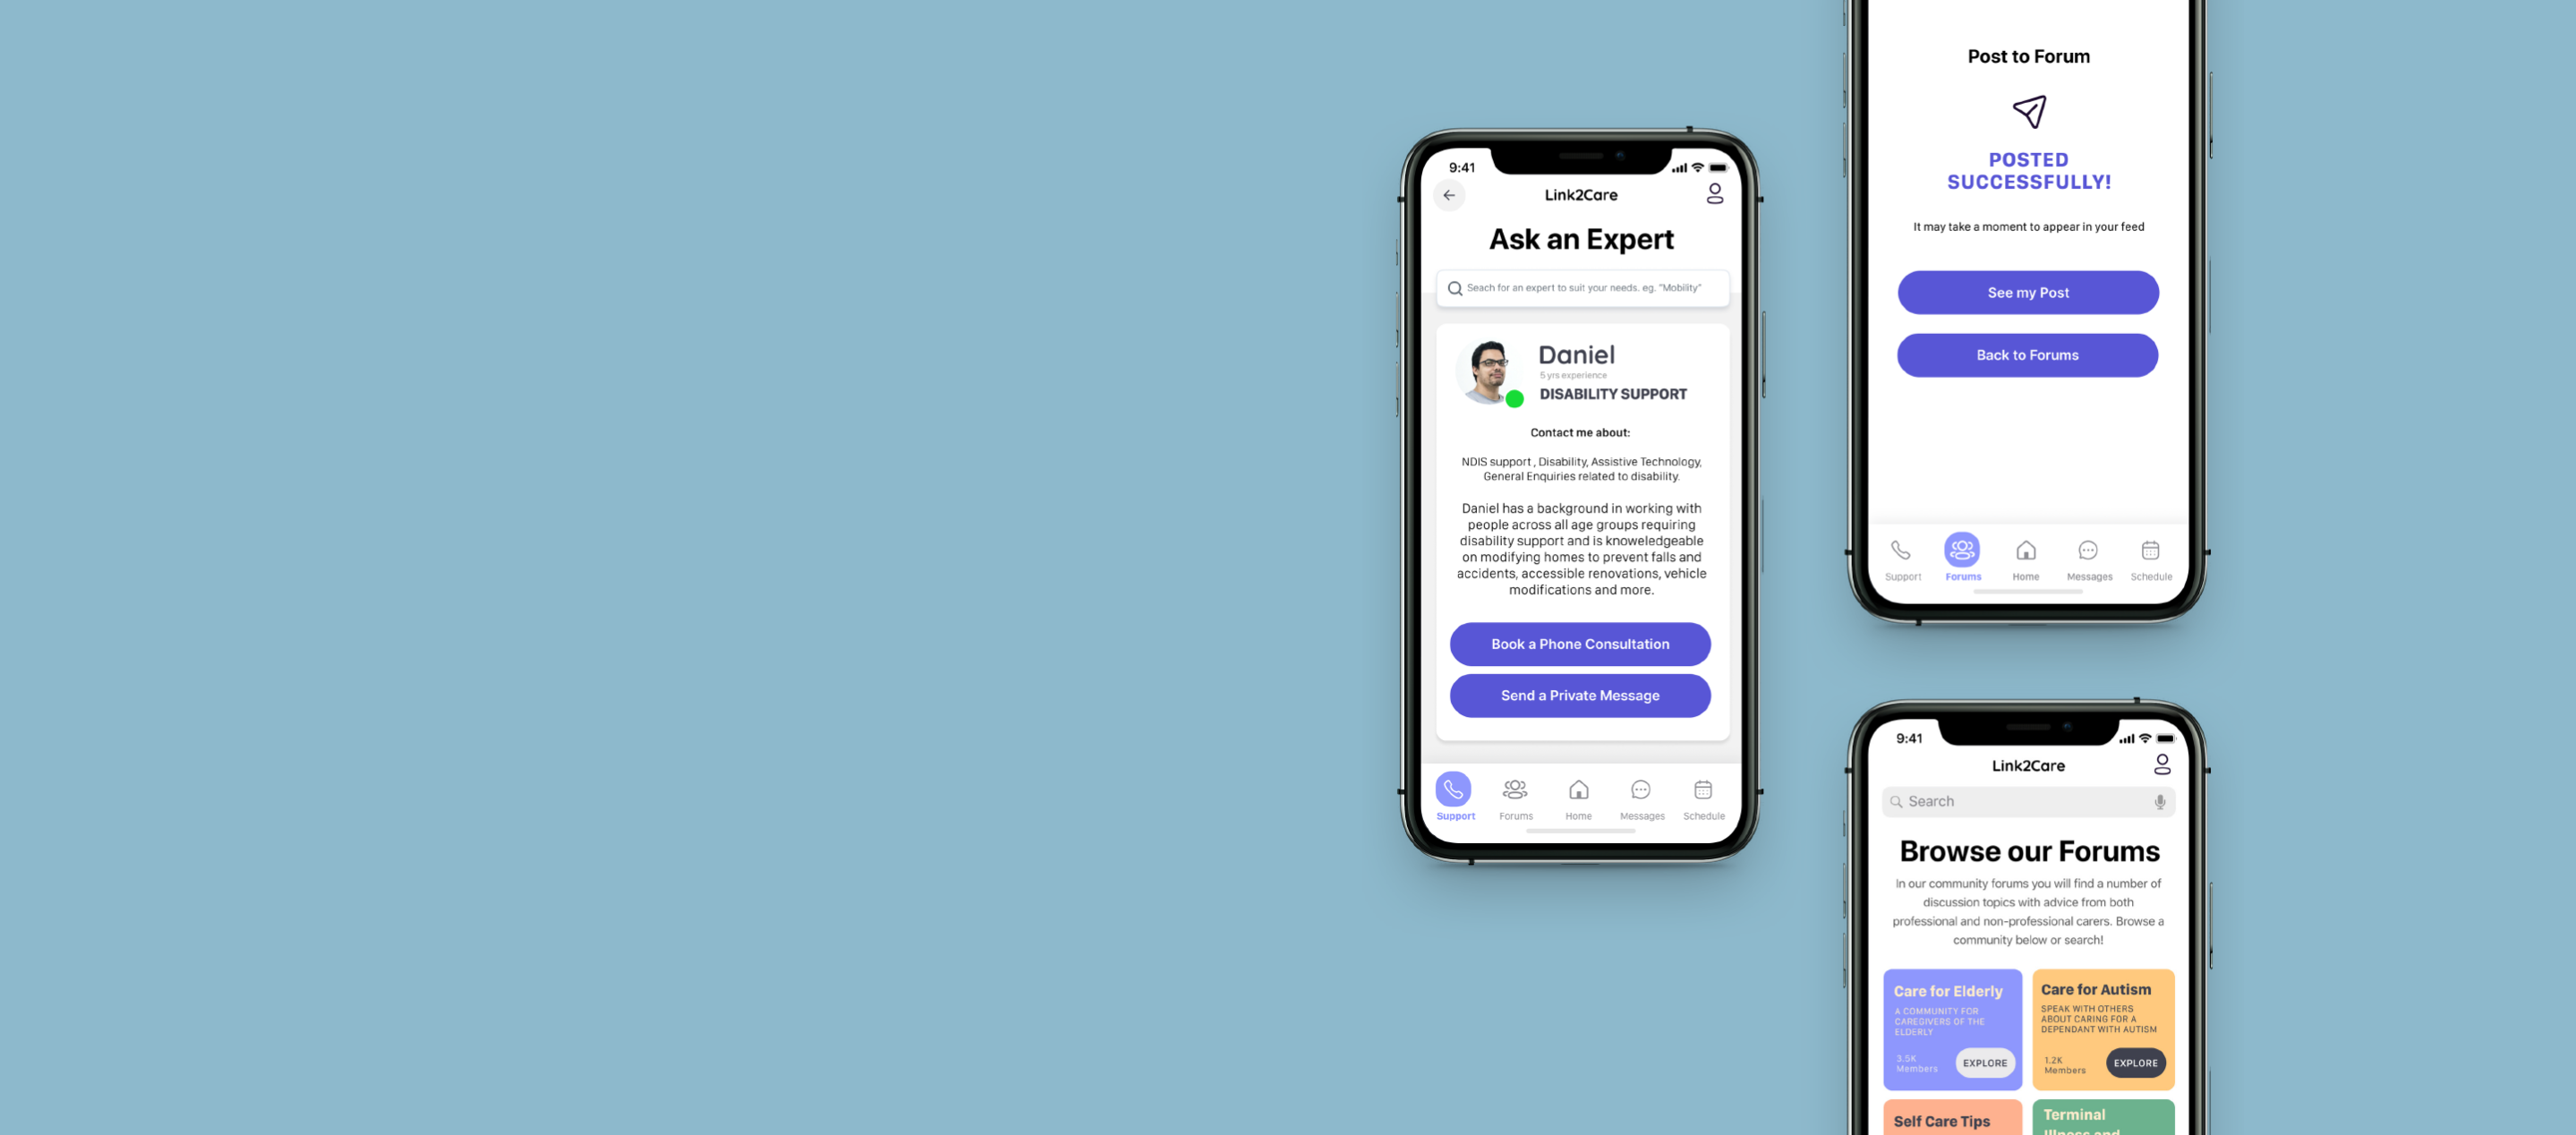 9:41
Link2Care
Ask an Expert
Seach for an expert to suit your needs. eg. "Mobility"
Daniel
5 yrs experience
DISABILITY SUPPORT
Contact me about:
NDIS support , Disability, Assistive Technology,
General Enquiries related to disability.
Daniel has a background in working with
people across all age groups requiring
disability support and is knoweledgeable
on modifying homes to prevent falls and
accidents, accessible renovations, vehicle
modifications and more.
Book a Phone Consultation
Send a Private Message
Support
Forums
Home
Messages
Schedule
Post to Forum
POSTED
SUCCESSFULLY!
It may take a moment to appear in your feed
See my Post
Back to Forums
Support
Forums
Home
Messages
Schedule
9:41
Link2Care
Search
Browse our Forums
In our community forums you will find a number of
discussion topics with advice from both
professional and non-professional carers. Browse a
community below or search!
Care for Elderly
A COMMUNITY FOR
CAREGIVERS OF THE
ELDERLY
3.5K
Members
EXPLORE
Care for Autism
SPEAK WITH OTHERS
ABOUT CARING FOR A
DEPENDANT WITH AUTISM
1.2K
Members
EXPLORE
Self Care Tips
Terminal
Illness and